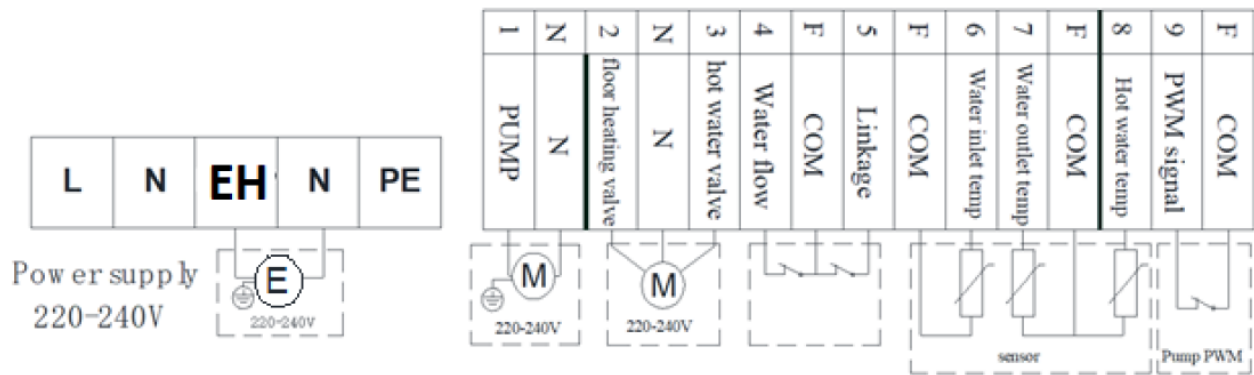 L N EH N PE
E
Power supply
220-240V
220-240V
1 N 2 N 3 4 F 5 F 6 7 F 8 9 F
PUMP
N
floor heating valve
N
hot water valve
Water flow
COM
Linkage
COM
Water inlet temp
Water outlet temp
COM
Hot water temp
PWM signal
COM
M
M
220-240V
220-240V
sensor
Pump PWM